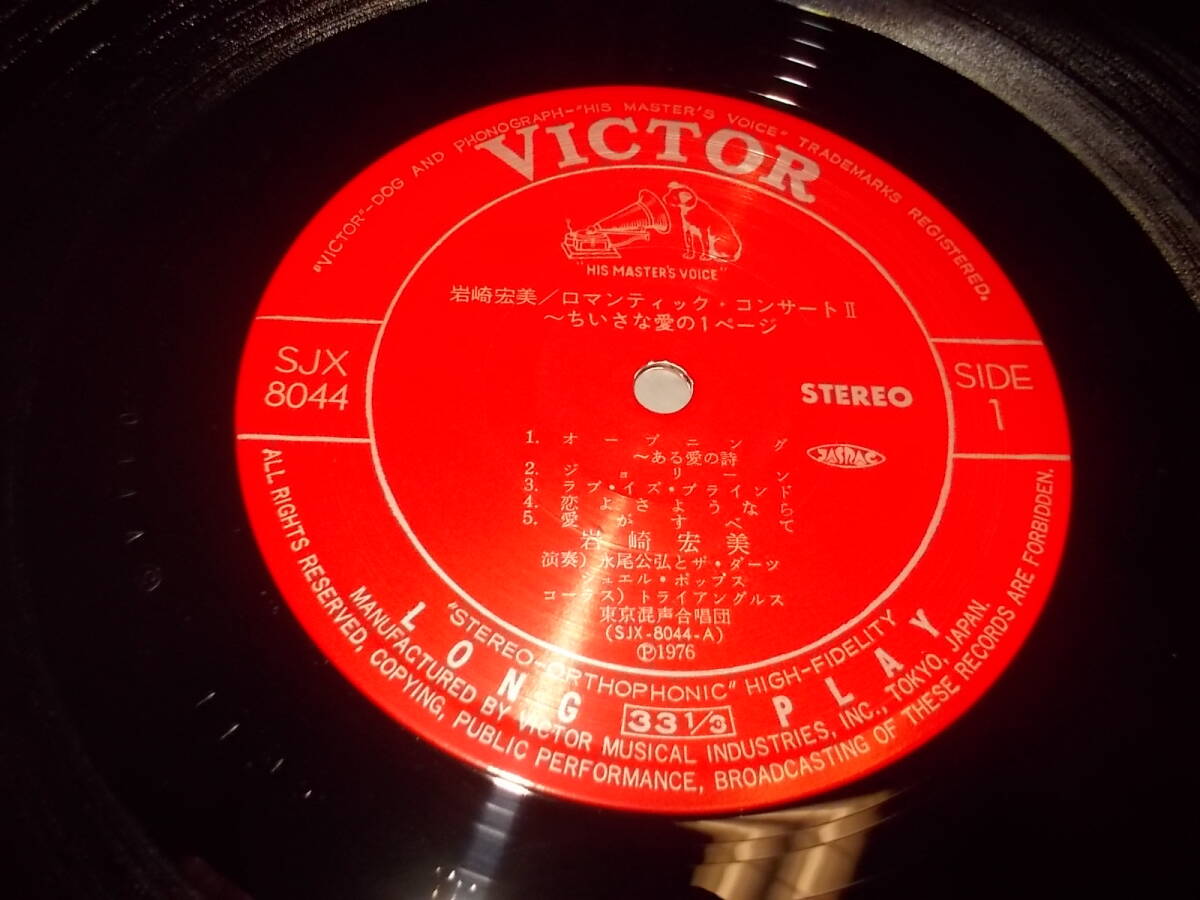 "VICTOR"–DOG AND PHONOGRAPH–"HIS MASTER'S VOICE" TRADEMARKS REGISTERED.
VICTOR
"HIS MASTER'S VOICE"
岩崎宏美/ロマンティック・コンサートⅡ
~ちいさな愛の1ページ
SJX
8044
STEREO
SIDE
1
JASRAC
1. オープニング
~ある愛の詩
2. ジョリーン
3. ラブ・イズ・ブラインド
4. 恋よさようなら
5. 愛がすべて
岩崎宏美
演奏) 永尾公弘とザ・ダーツ
ジュエル・ポップス
コーラス) トライアングルス
東京混声合唱団
(SJX-8044-A)
Ⓟ1976
"STEREO–ORTHOPHONIC" HIGH-FIDELITY
LONG 33 1/3 PLAY
MANUFACTURED BY VICTOR MUSICAL INDUSTRIES, INC., TOKYO, JAPAN.
ALL RIGHTS RESERVED, COPYING, PUBLIC PERFORMANCE, BROADCASTING OF THESE RECORDS ARE FORBIDDEN.